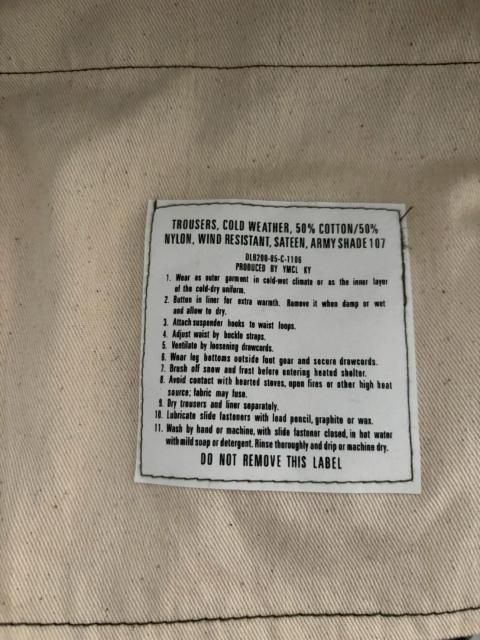 TROUSERS, COLD WEATHER, 50% COTTON/50%
NYLON, WIND RESISTANT, SATEEN, ARMY SHADE 107
DLB200-05-C-1106
PRODUCED BY YMCL KY
1. Wear as outer garment in cold-wet climate or as the inner layer
of the cold-dry uniform.
2. Button in liner for extra warmth. Remove it when damp or wet
and allow to dry.
3. Attach suspender hooks to waist loops.
4. Adjust waist by buckle straps.
5. Ventilate by loosening drawcords.
6. Wear leg bottoms outside foot gear and secure drawcords.
7. Brush off snow and frost before entering heated shelter.
8. Avoid contact with hearted stoves, open fires or other high heat
source; fabric may fuse.
9. Dry trousers and liner separately.
10. Lubricate slide fasteners with lead pencil, graphite or wax.
11. Wash by hand or machine, with slide fastener closed, in hot water
with mild soap or detergent. Rinse thoroughly and drip or machine dry.
DO NOT REMOVE THIS LABEL